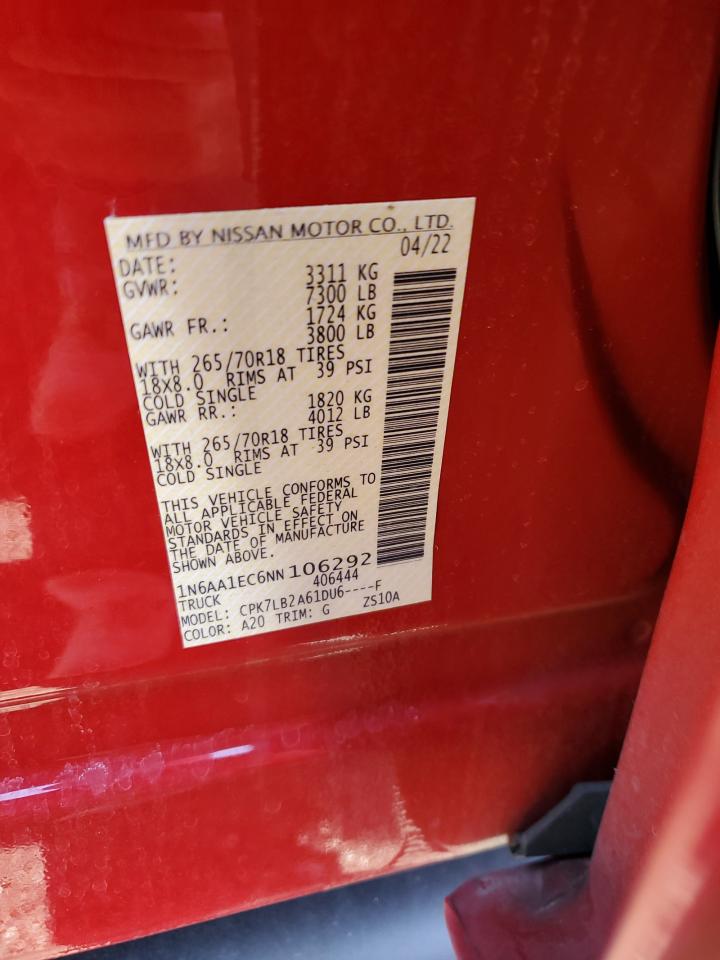 MFD BY NISSAN MOTOR CO., LTD.
DATE: 04/22
GVWR: 3311 KG
7300 LB
GAWR FR.: 1724 KG
3800 LB
WITH 265/70R18 TIRES
18X8.0 RIMS AT 39 PSI
COLD SINGLE
GAWR RR.: 1820 KG
4012 LB
WITH 265/70R18 TIRES
18X8.0 RIMS AT 39 PSI
COLD SINGLE
THIS VEHICLE CONFORMS TO
ALL APPLICABLE FEDERAL
MOTOR VEHICLE SAFETY
STANDARDS IN EFFECT ON
THE DATE OF MANUFACTURE
SHOWN ABOVE.
1N6AA1EC6NN106292
TRUCK 406444
MODEL: CPK7LB2A61DU6----F
COLOR: A20 TRIM: G ZS10A